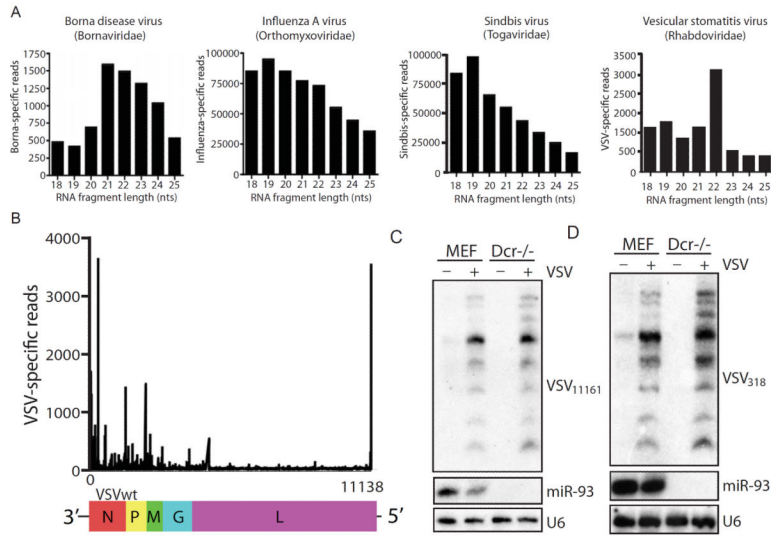 A
Borna disease virus
(Bornaviridae)
Borna-specific reads
1750
1500
1250
1000
750
500
250
0
18 19 20 21 22 23 24 25
RNA fragment length (nts)
Influenza A virus
(Orthomyxoviridae)
Influenza-specific reads
100000
75000
50000
25000
0
18 19 20 21 22 23 24 25
RNA fragment length (nts)
Sindbis virus
(Togaviridae)
Sindbis-specific reads
100000
75000
50000
25000
0
18 19 20 21 22 23 24 25
RNA fragment length (nts)
Vesicular stomatitis virus
(Rhabdoviridae)
VSV-specific reads
3500
3000
2500
2000
1500
1000
500
0
18 19 20 21 22 23 24 25
RNA fragment length (nts)
B
VSV-specific reads
4000
3000
2000
1000
0
0 11138
VSVwt
3′ N P M G L 5′
C
MEF Dcr-/-
− + − + VSV
VSV11161
miR-93
U6
D
MEF Dcr-/-
− + − + VSV
VSV318
miR-93
U6